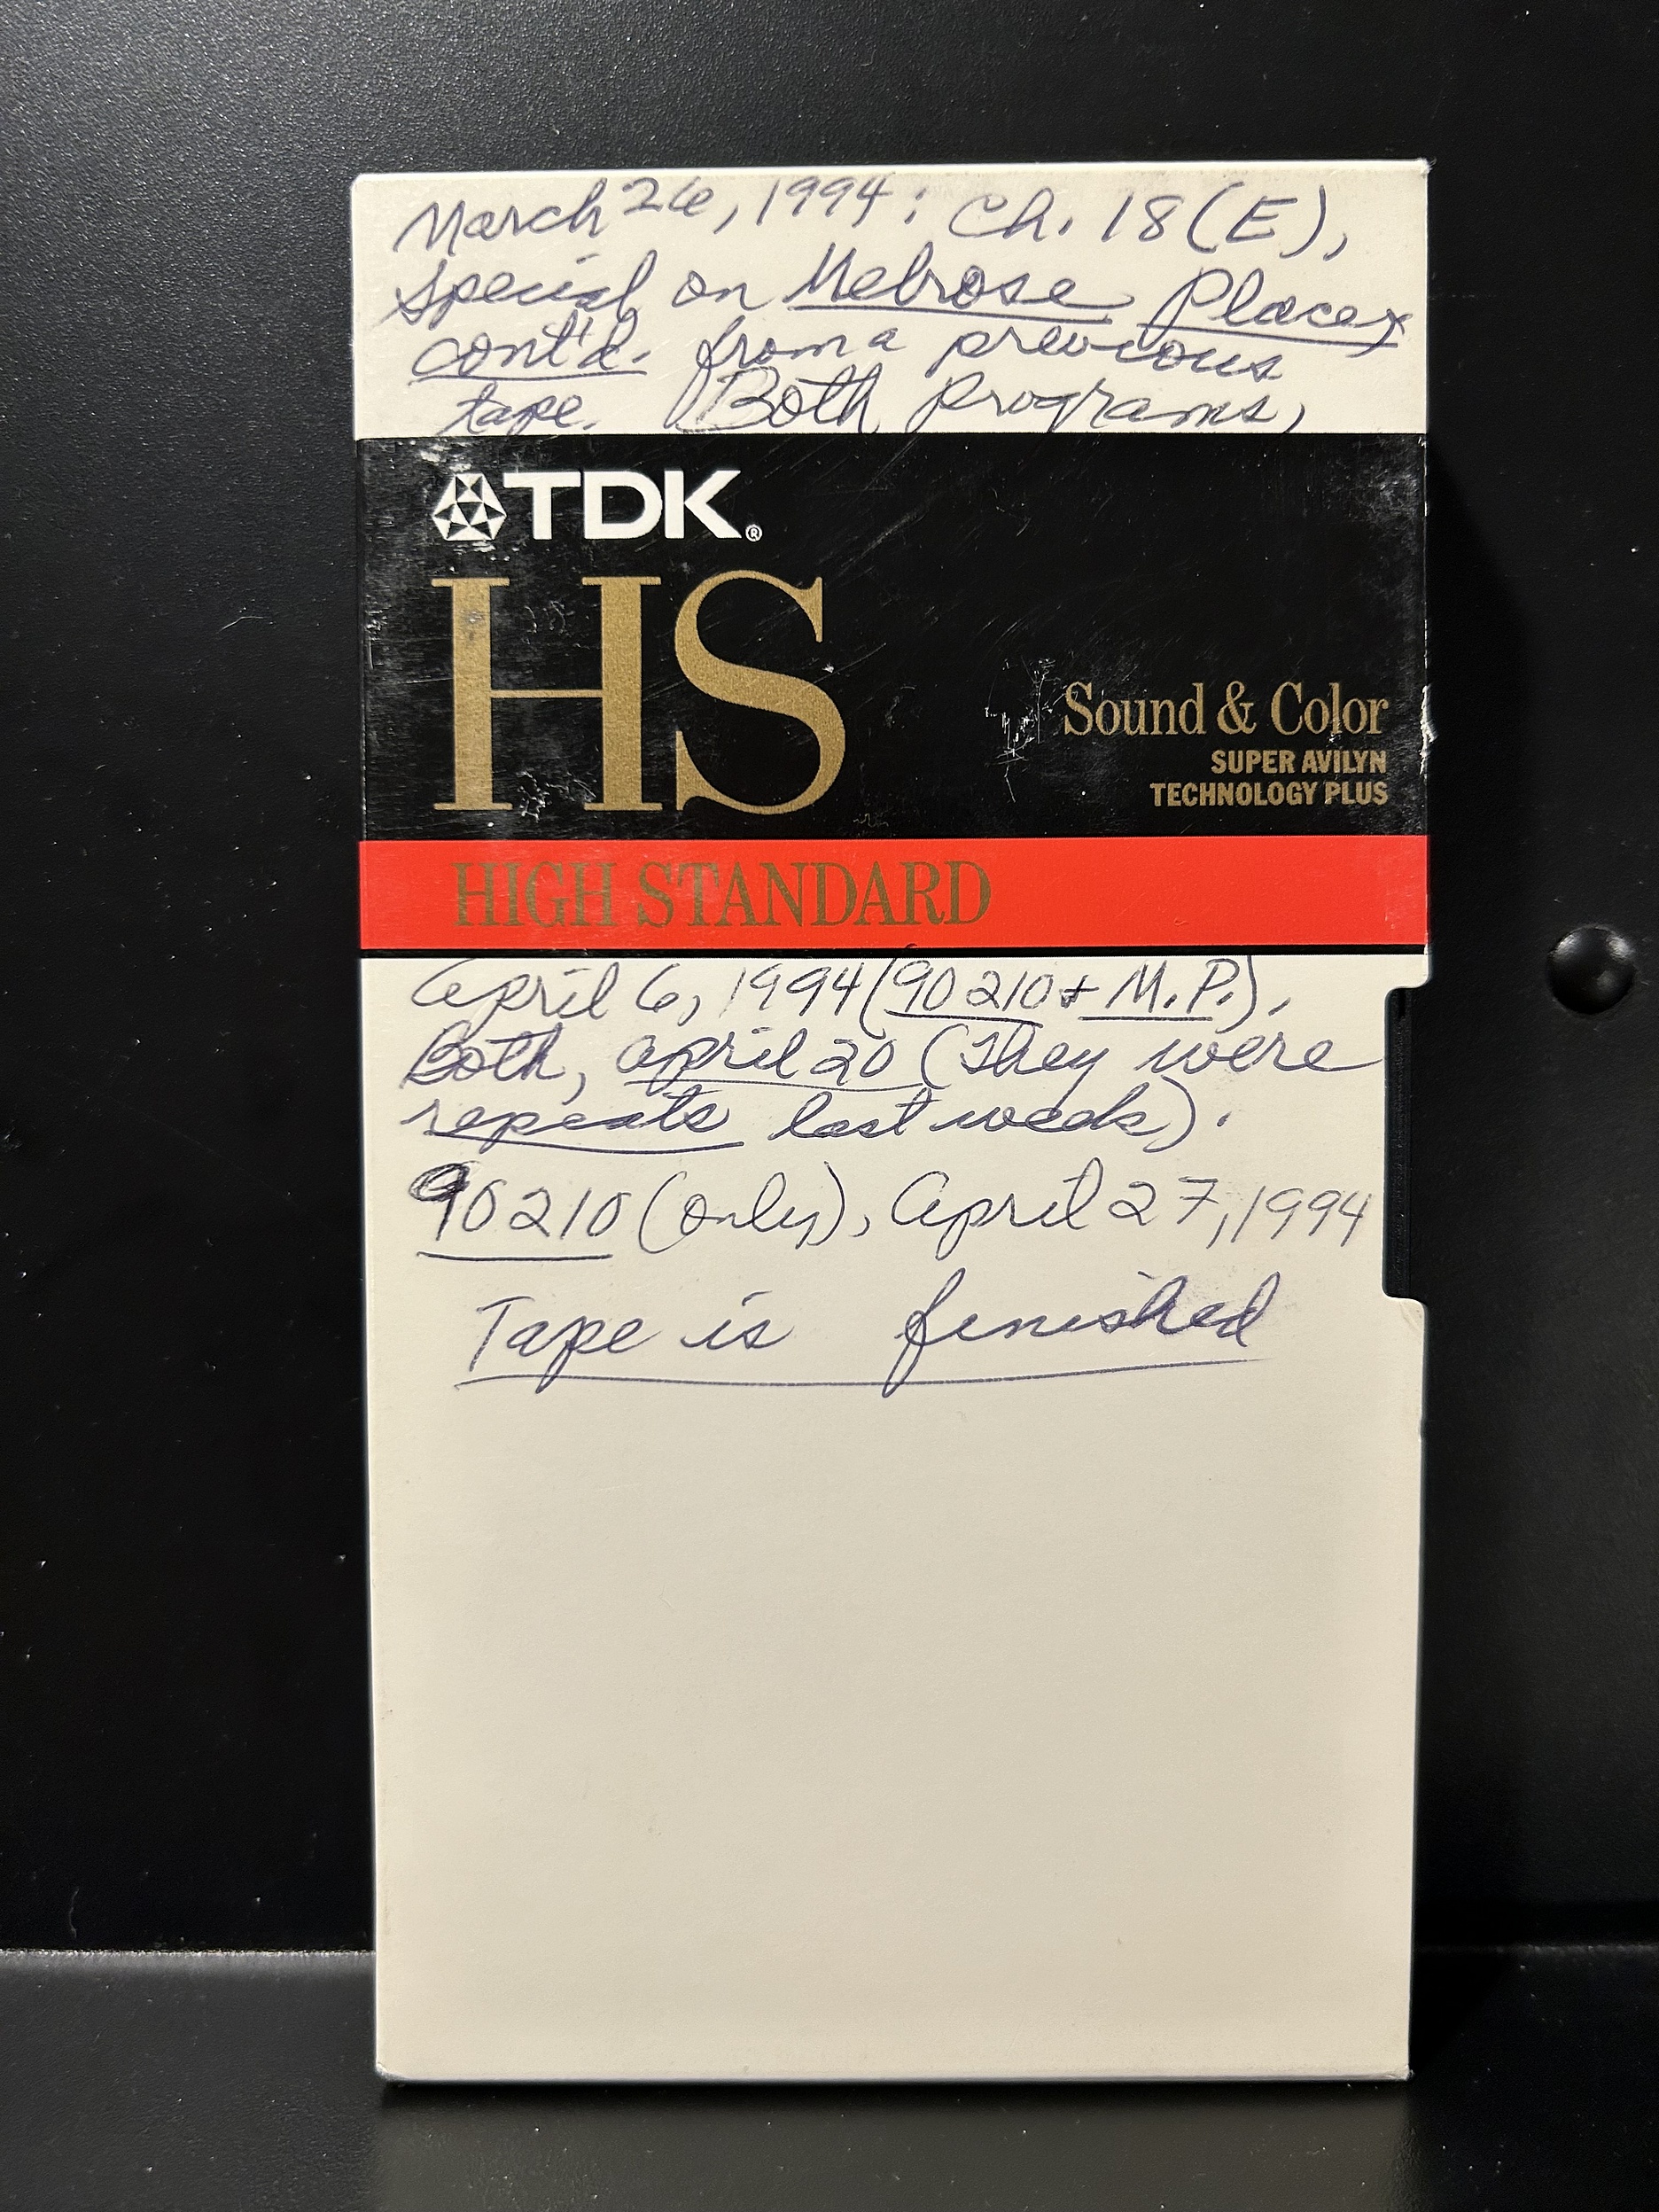 March 26, 1994: Ch. 18 (E),
Special on Melrose Place,
cont'd. from a previous
tape. Both Programs,
TDK®
HS
Sound & Color
SUPER AVILYN
TECHNOLOGY PLUS
HIGH STANDARD
April 6, 1994 (90210 + M.P.).
Both, April 20 (They were
repeats last week).
90210 (only), April 27, 1994
Tape is finished